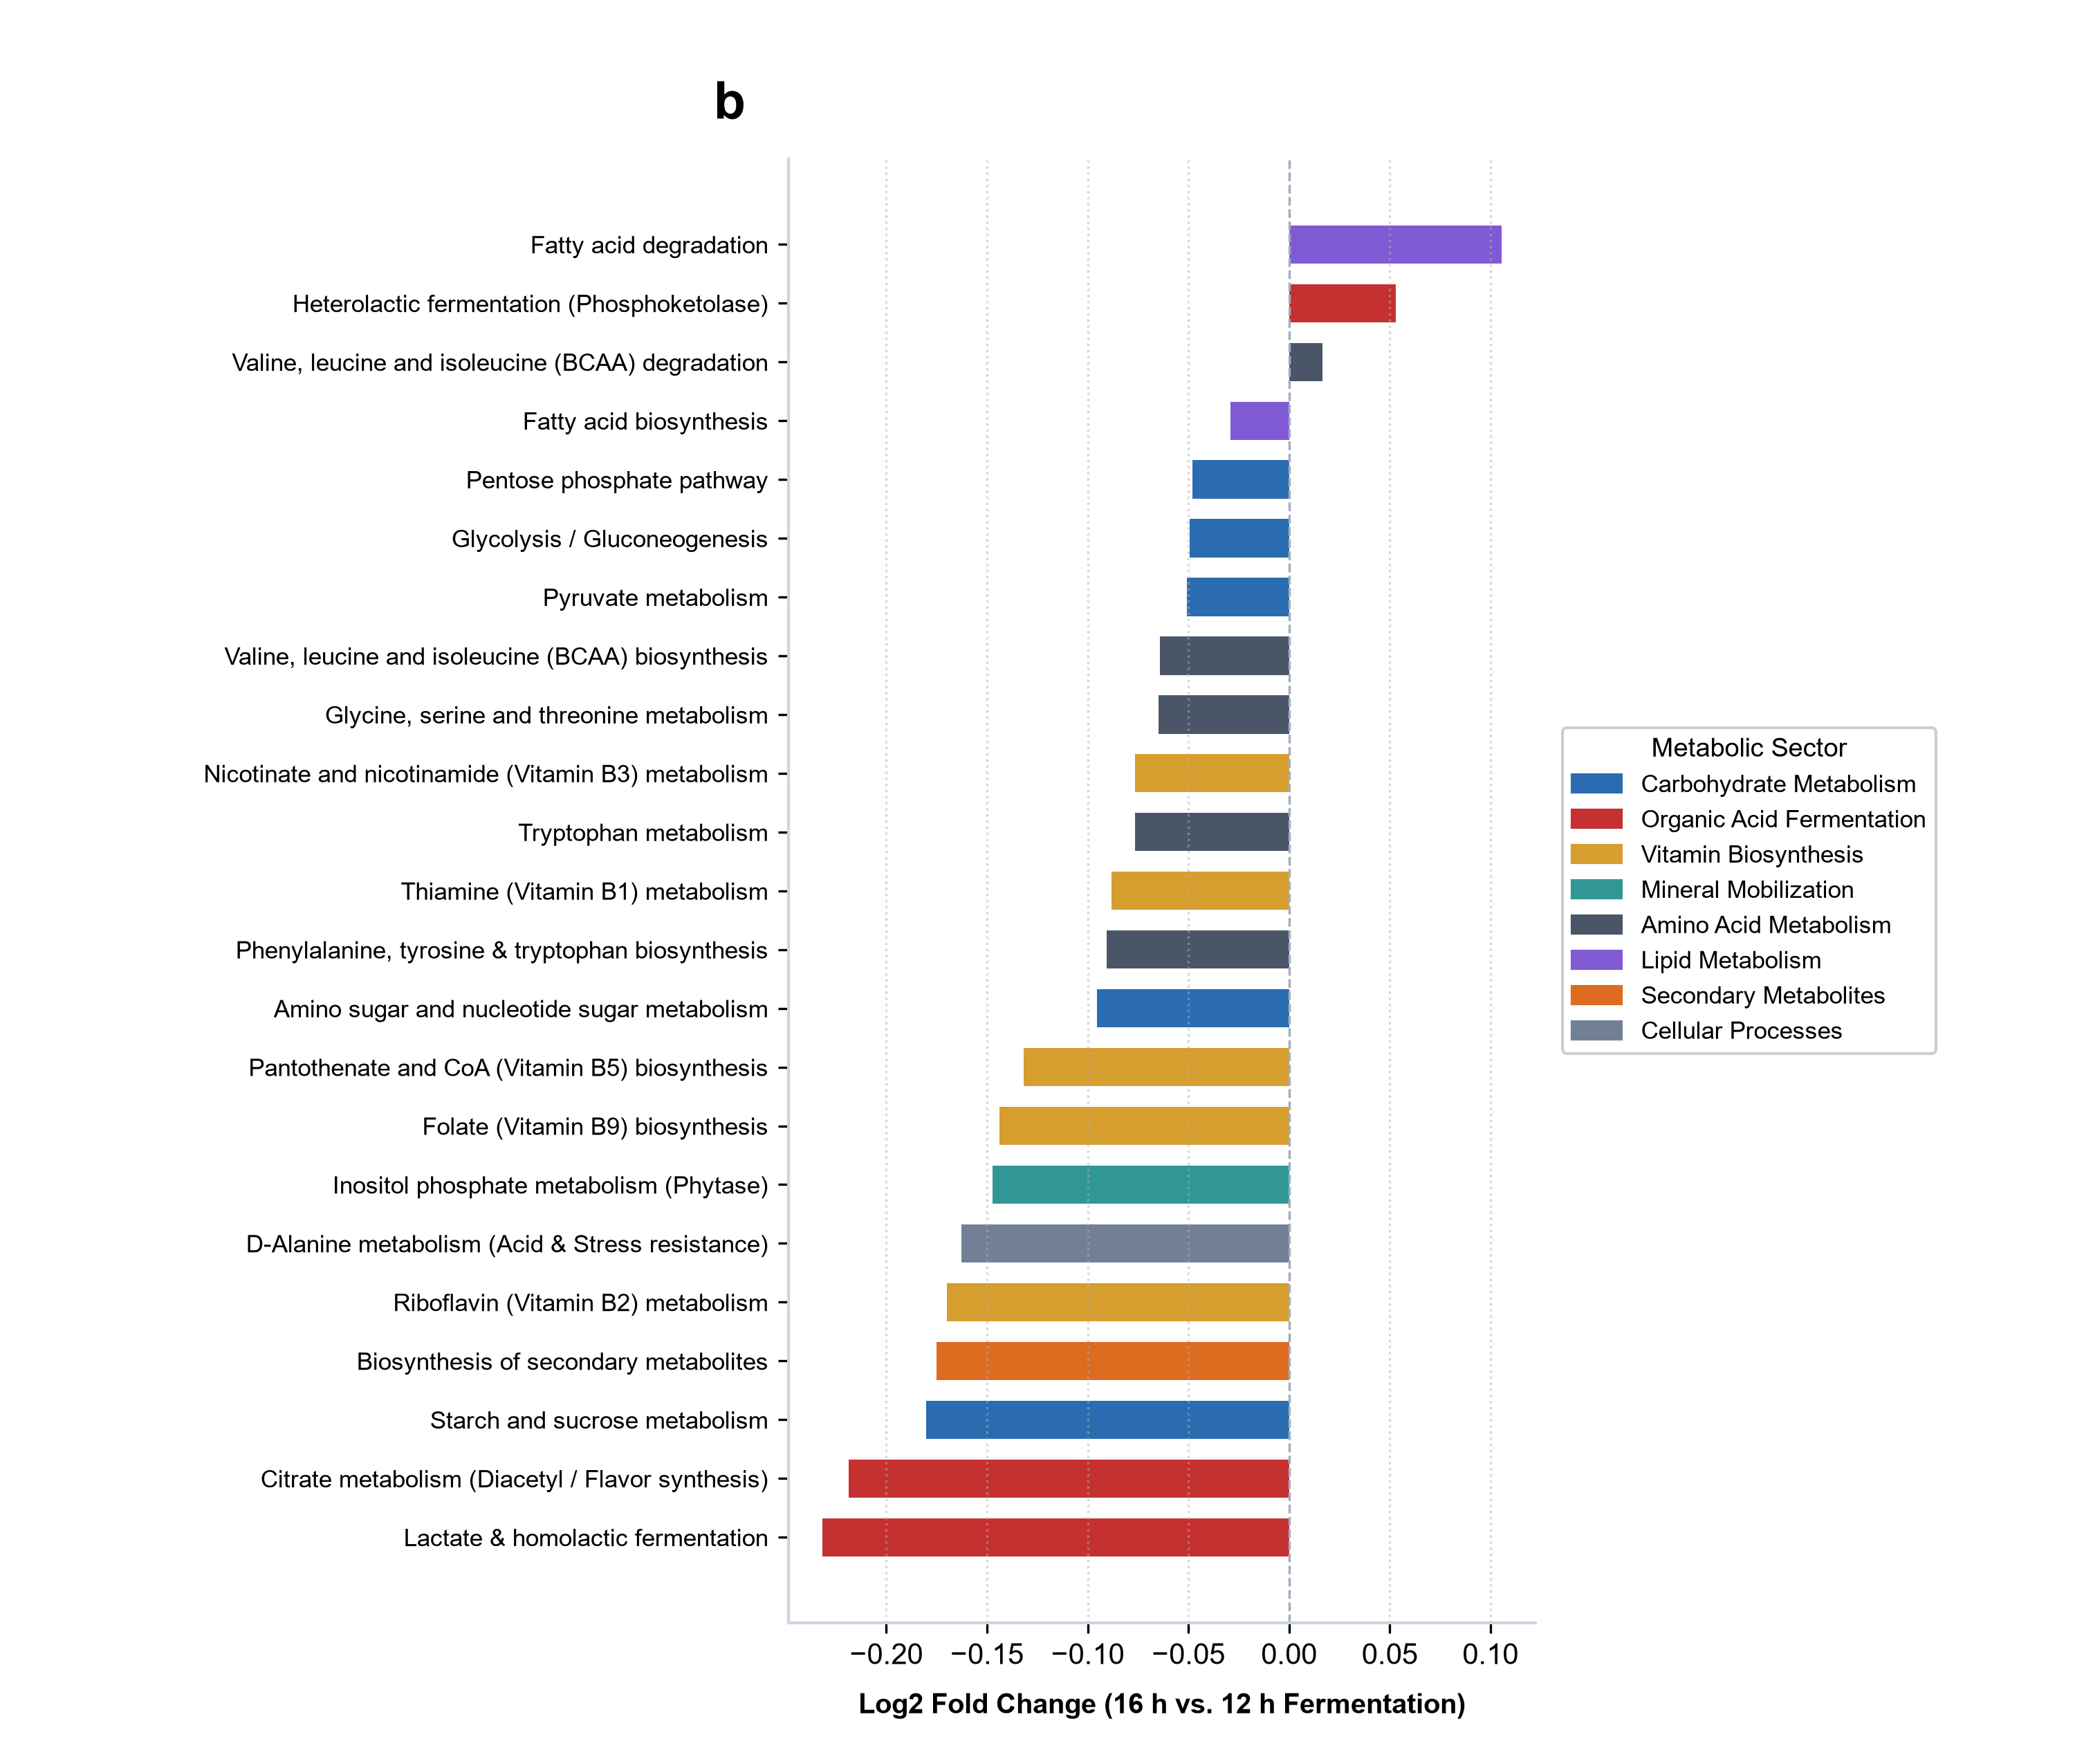 b
Fatty acid degradation
Heterolactic fermentation (Phosphoketolase)
Valine, leucine and isoleucine (BCAA) degradation
Fatty acid biosynthesis
Pentose phosphate pathway
Glycolysis / Gluconeogenesis
Pyruvate metabolism
Valine, leucine and isoleucine (BCAA) biosynthesis
Glycine, serine and threonine metabolism
Nicotinate and nicotinamide (Vitamin B3) metabolism
Tryptophan metabolism
Thiamine (Vitamin B1) metabolism
Phenylalanine, tyrosine & tryptophan biosynthesis
Amino sugar and nucleotide sugar metabolism
Pantothenate and CoA (Vitamin B5) biosynthesis
Folate (Vitamin B9) biosynthesis
Inositol phosphate metabolism (Phytase)
D-Alanine metabolism (Acid & Stress resistance)
Riboflavin (Vitamin B2) metabolism
Biosynthesis of secondary metabolites
Starch and sucrose metabolism
Citrate metabolism (Diacetyl / Flavor synthesis)
Lactate & homolactic fermentation
−0.20 −0.15 −0.10 −0.05 0.00 0.05 0.10
Log2 Fold Change (16 h vs. 12 h Fermentation)
Metabolic Sector
Carbohydrate Metabolism
Organic Acid Fermentation
Vitamin Biosynthesis
Mineral Mobilization
Amino Acid Metabolism
Lipid Metabolism
Secondary Metabolites
Cellular Processes